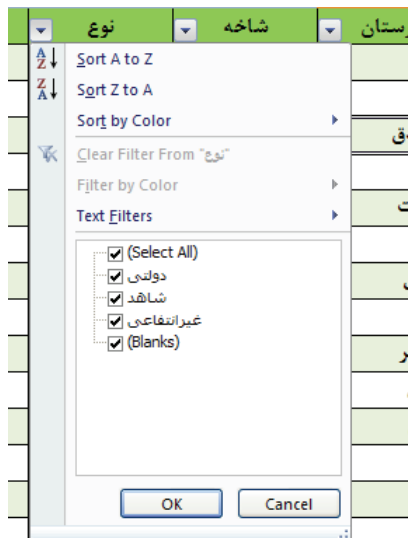 رستان شاخه نوع
Sort A to Z
Sort Z to A
Sort by Color
Clear Filter From "نوع"
Filter by Color
Text Filters
(Select All)
دولتی
شاهد
غیرانتفاعی
(Blanks)
OK Cancel